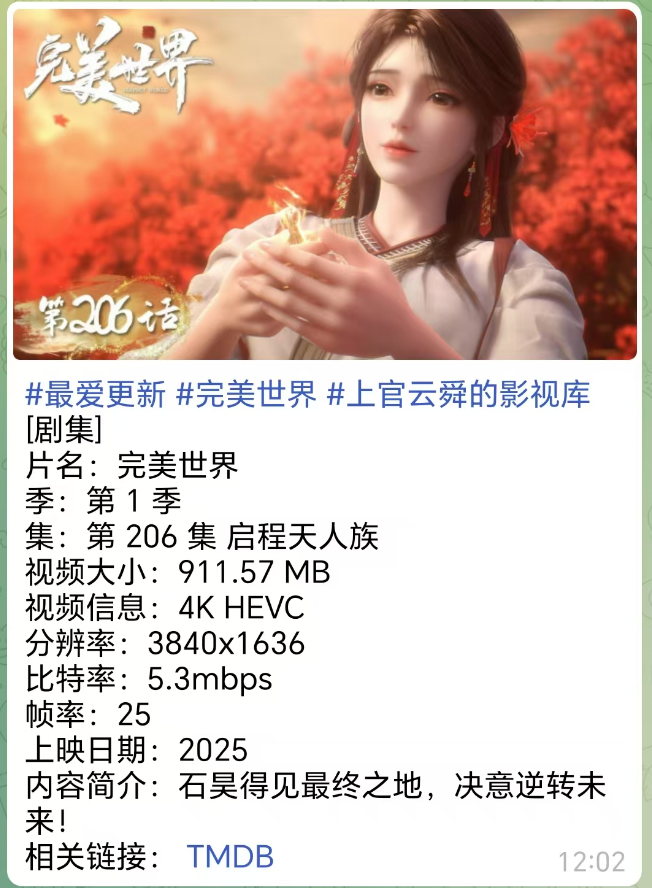 完美世界
PERFECT WORLD
第206话
#最爱更新 #完美世界 #上官云舜的影视库
[剧集]
片名：完美世界
季：第 1 季
集：第 206 集 启程天人族
视频大小：911.57 MB
视频信息：4K HEVC
分辨率：3840x1636
比特率：5.3mbps
帧率：25
上映日期：2025
内容简介：石昊得见最终之地，决意逆转未
来！
相关链接： TMDB
12:02